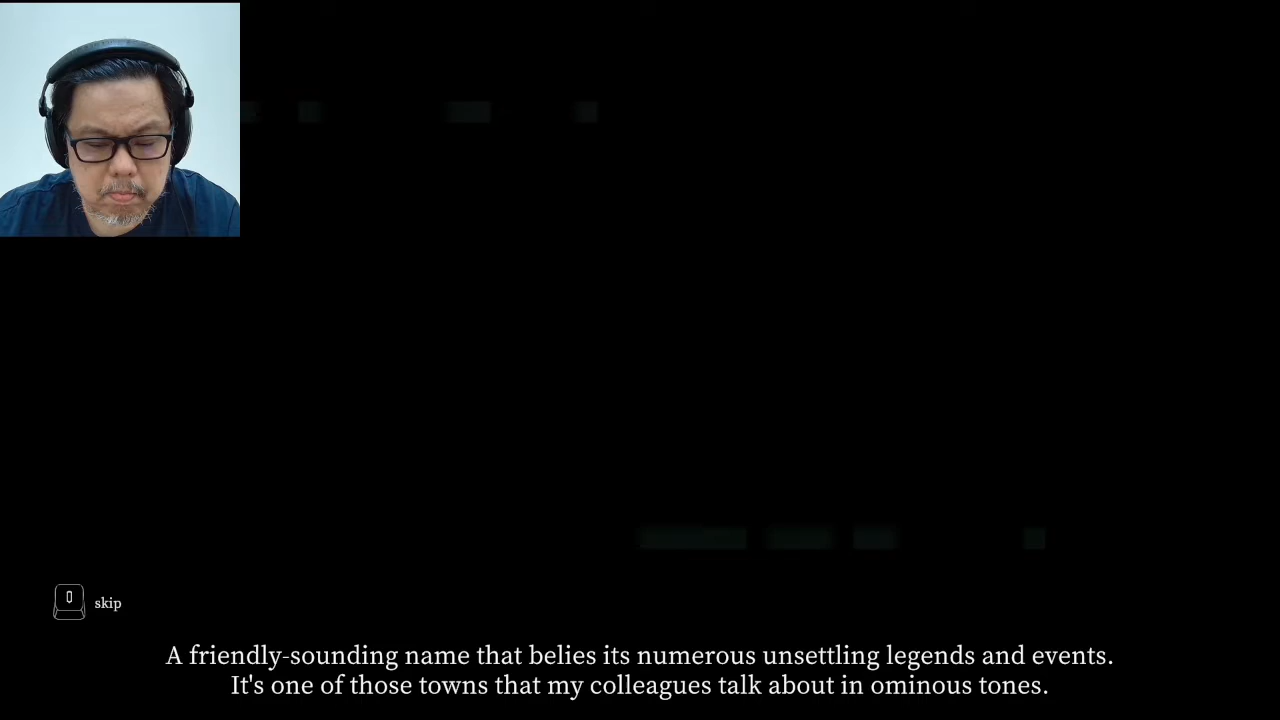 skip
A friendly-sounding name that belies its numerous unsettling legends and events.
It's one of those towns that my colleagues talk about in ominous tones.